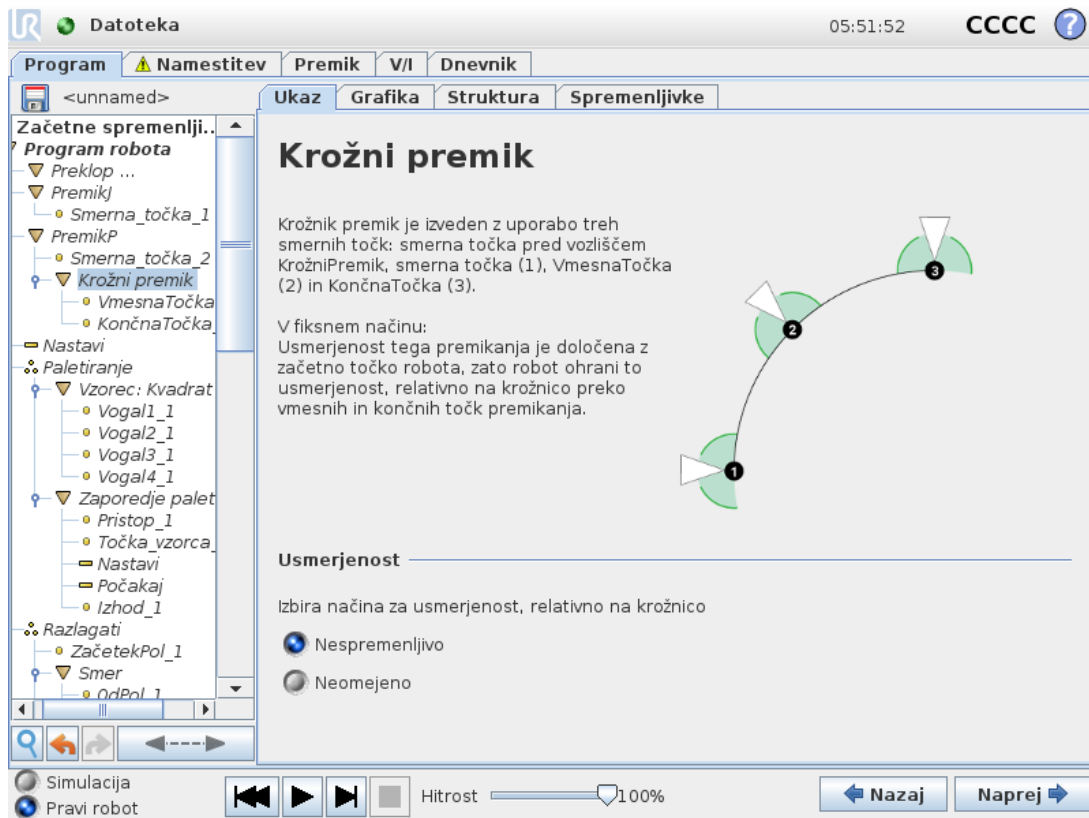 UR Datoteka 05:51:52 CCCC ?
Program Namestitev Premik V/I Dnevnik
<unnamed>
Ukaz Grafika Struktura Spremenljivke
Začetne spremenlji..
Program robota
Preklop ...
PremikJ
Smerna_točka_1
PremikP
Smerna_točka_2
Krožni premik
VmesnaTočka
KončnaTočka_
Nastavi
Paletiranje
Vzorec: Kvadrat
Vogal1_1
Vogal2_1
Vogal3_1
Vogal4_1
Zaporedje palet
Pristop_1
Točka_vzorca_
Nastavi
Počakaj
Izhod_1
Razlagati
ZačetekPol_1
Smer
OdPol_1
Krožni premik
Krožnik premik je izveden z uporabo treh
smernih točk: smerna točka pred vozliščem
KrožniPremik, smerna točka (1), VmesnaTočka
(2) in KončnaTočka (3).
V fiksnem načinu:
Usmerjenost tega premikanja je določena z
začetno točko robota, zato robot ohrani to
usmerjenost, relativno na krožnico preko
vmesnih in končnih točk premikanja.
3
2
1
Usmerjenost
Izbira načina za usmerjenost, relativno na krožnico
Nespremenljivo
Neomejeno
Simulacija
Pravi robot
Hitrost 100%
Nazaj Naprej